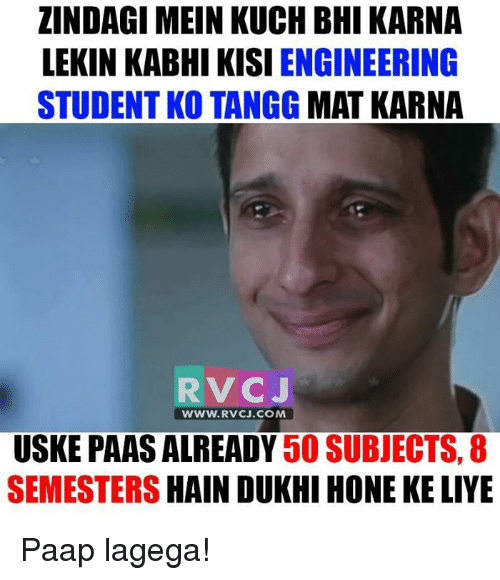 ZINDAGI MEIN KUCH BHI KARNA
LEKIN KABHI KISI ENGINEERING
STUDENT KO TANGG MAT KARNA
RVCJ
WWW.RVCJ.COM
USKE PAAS ALREADY 50 SUBJECTS, 8
SEMESTERS HAIN DUKHI HONE KE LIYE
Paap lagega!